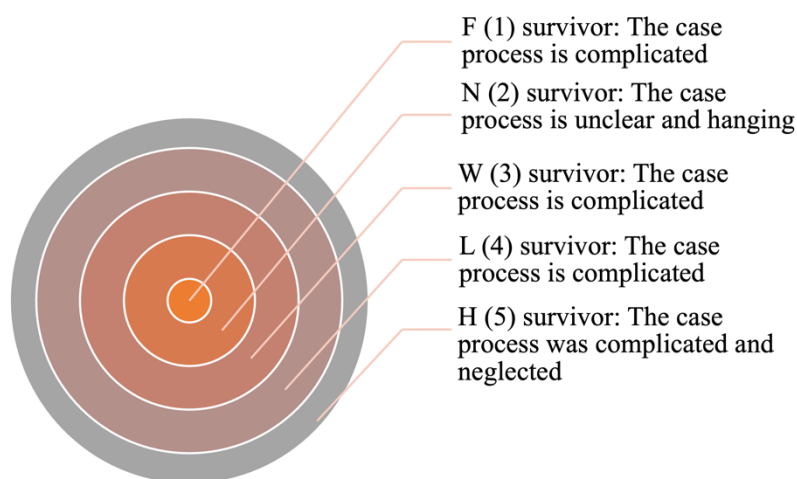 F (1) survivor: The case
process is complicated
N (2) survivor: The case
process is unclear and hanging
W (3) survivor: The case
process is complicated
L (4) survivor: The case
process is complicated
H (5) survivor: The case
process was complicated and
neglected